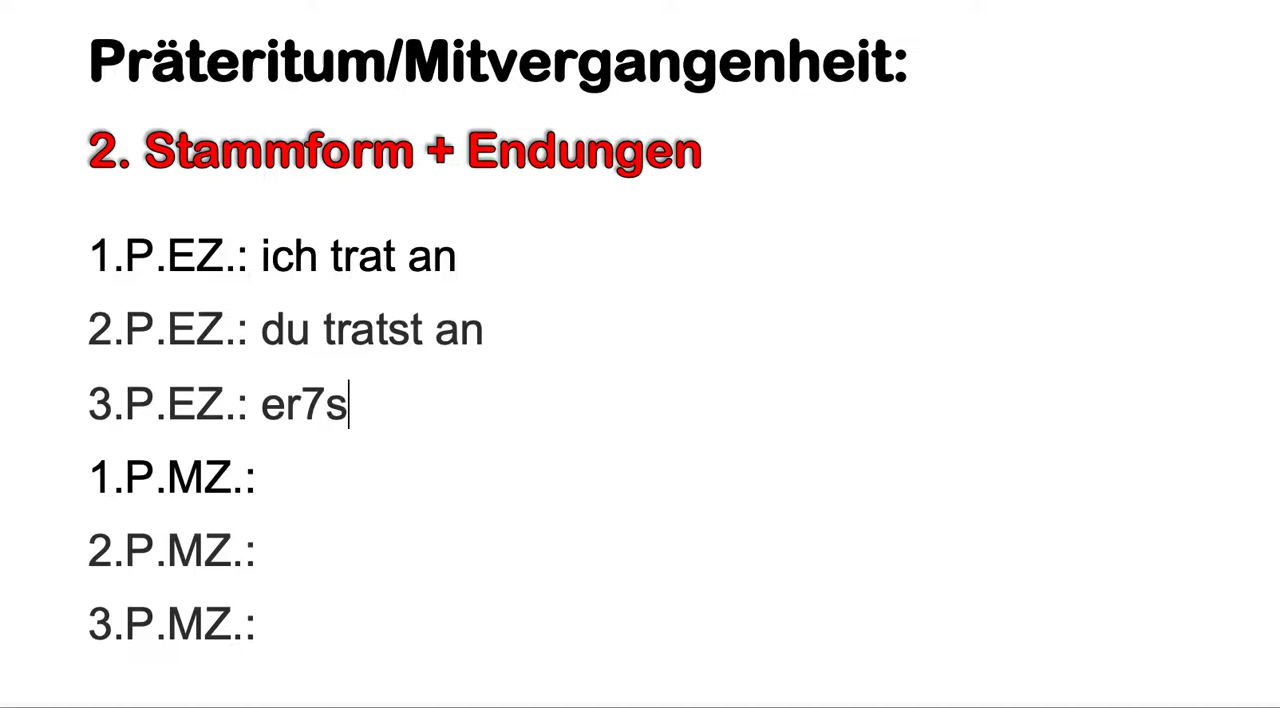 Präteritum/Mitvergangenheit:
2. Stammform + Endungen
1.P.EZ.: ich trat an
2.P.EZ.: du tratst an
3.P.EZ.: er7s
1.P.MZ.:
2.P.MZ.:
3.P.MZ.: